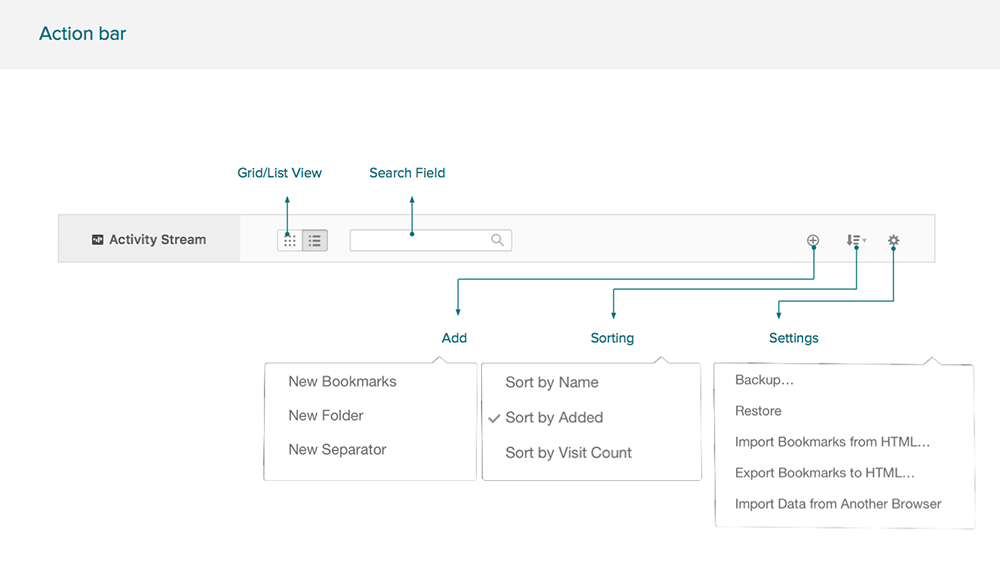 Action bar
Grid/List View
Search Field
Activity Stream
Add
Sorting
Settings
New Bookmarks
New Folder
New Separator
Sort by Name
Sort by Added
Sort by Visit Count
Backup...
Restore
Import Bookmarks from HTML...
Export Bookmarks to HTML...
Import Data from Another Browser